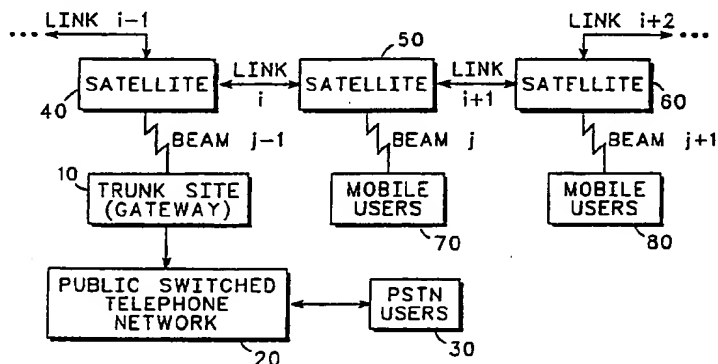 LINK i-1
LINK i+2
50
SATELLITE
LINK
i
SATELLITE
LINK
i+1
SATELLITE
40
60
BEAM j-1
BEAM j
BEAM j+1
10
TRUNK SITE
(GATEWAY)
MOBILE
USERS
MOBILE
USERS
70
80
PUBLIC SWITCHED
TELEPHONE
NETWORK
PSTN
USERS
20
30